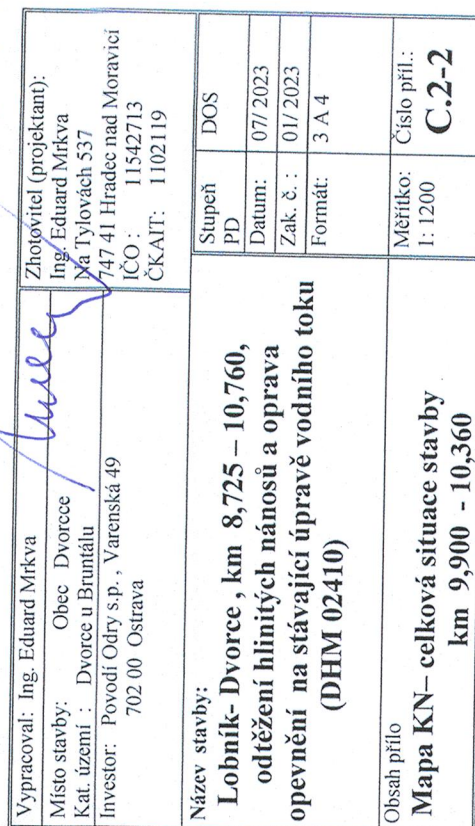 Vypracoval: Ing. Eduard Mrkva
Místo stavby: Obec Dvorcce
Kat. území : Dvorce u Bruntálu
Investor: Povodí Odry s.p. , Varenská 49
702 00 Ostrava
Zhotovitel (projektant):
Ing. Eduard Mrkva
Na Tylovách 537
747 41 Hradec nad Moravicí
IČO : 11542713
ČKAIT: 1102119
Název stavby:
Lobník- Dvorce , km 8,725 – 10,760,
odtěžení hlinitých nánosů a oprava
opevnění na stávající úpravě vodního toku
(DHM 02410)
Stupeň PD DOS
Datum: 07/ 2023
Zak. č. : 01/ 2023
Formát: 3 A 4
Obsah přílo
Mapa KN– celková situace stavby
km 9,900 - 10,360
Měřítko:
1: 1200
Číslo příl.:
C.2-2